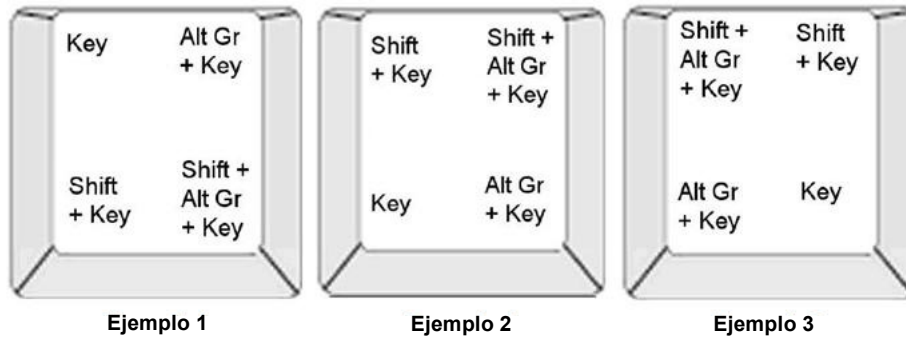 Key
Alt Gr
+ Key
Shift
+ Key
Shift +
Alt Gr
+ Key
Shift
+ Key
Shift +
Alt Gr
+ Key
Key
Alt Gr
+ Key
Shift +
Alt Gr
+ Key
Shift
+ Key
Alt Gr
+ Key
Key
Ejemplo 1
Ejemplo 2
Ejemplo 3